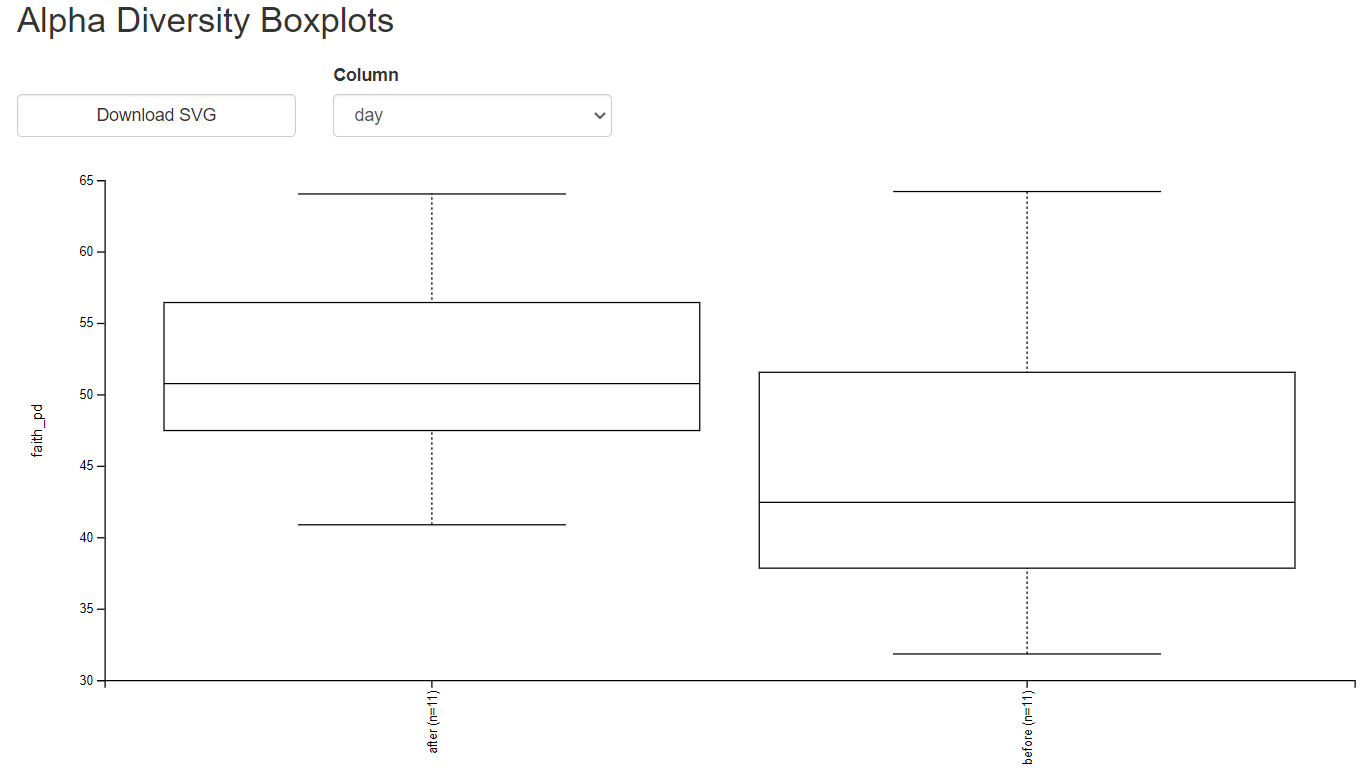 Alpha Diversity Boxplots
Column
Download SVG
day
65
60
55
50
45
40
35
30
faith_pd
after (n=11)
before (n=11)